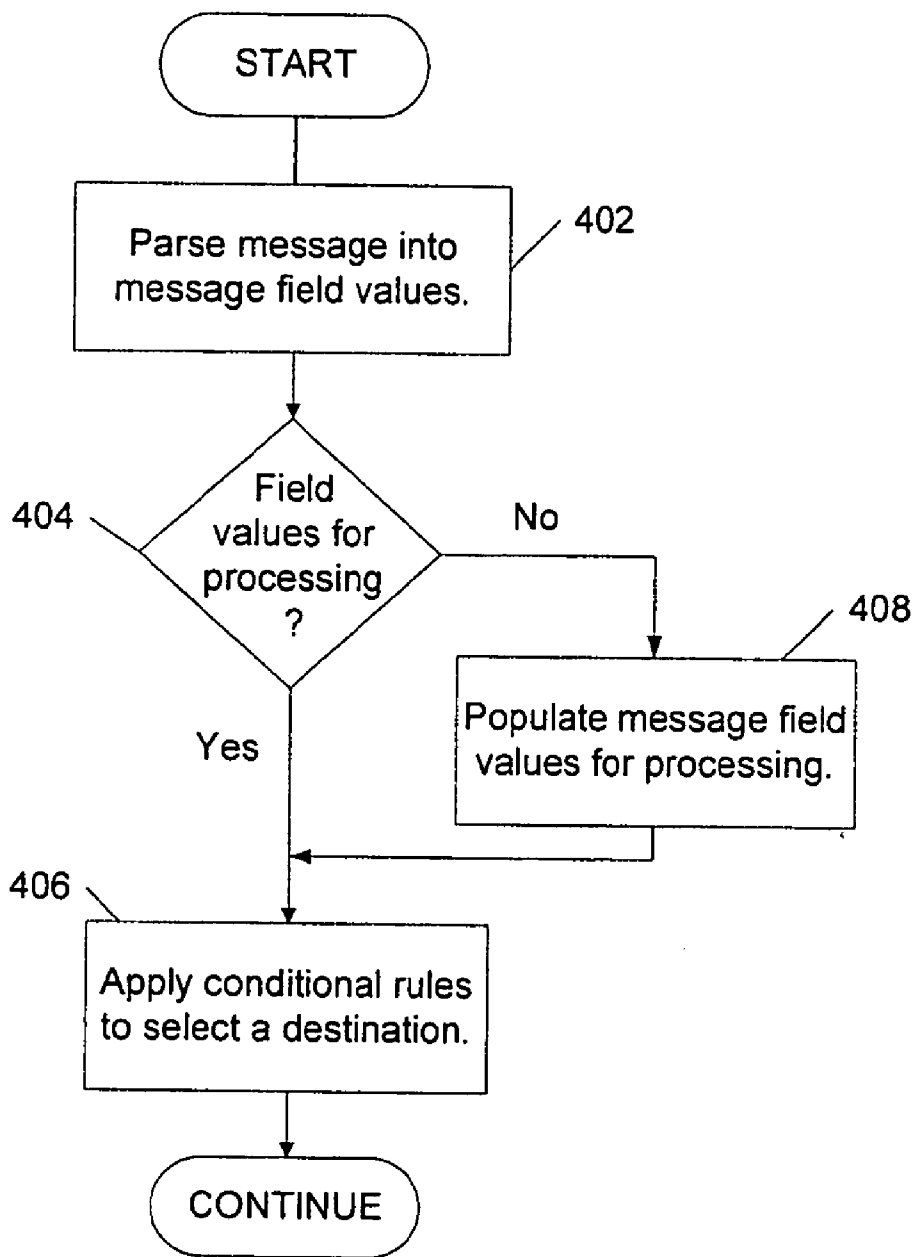 START
402
Parse message into
message field values.
404
Field
values for
processing
?
No
408
Populate message field
values for processing.
Yes
406
Apply conditional rules
to select a destination.
CONTINUE